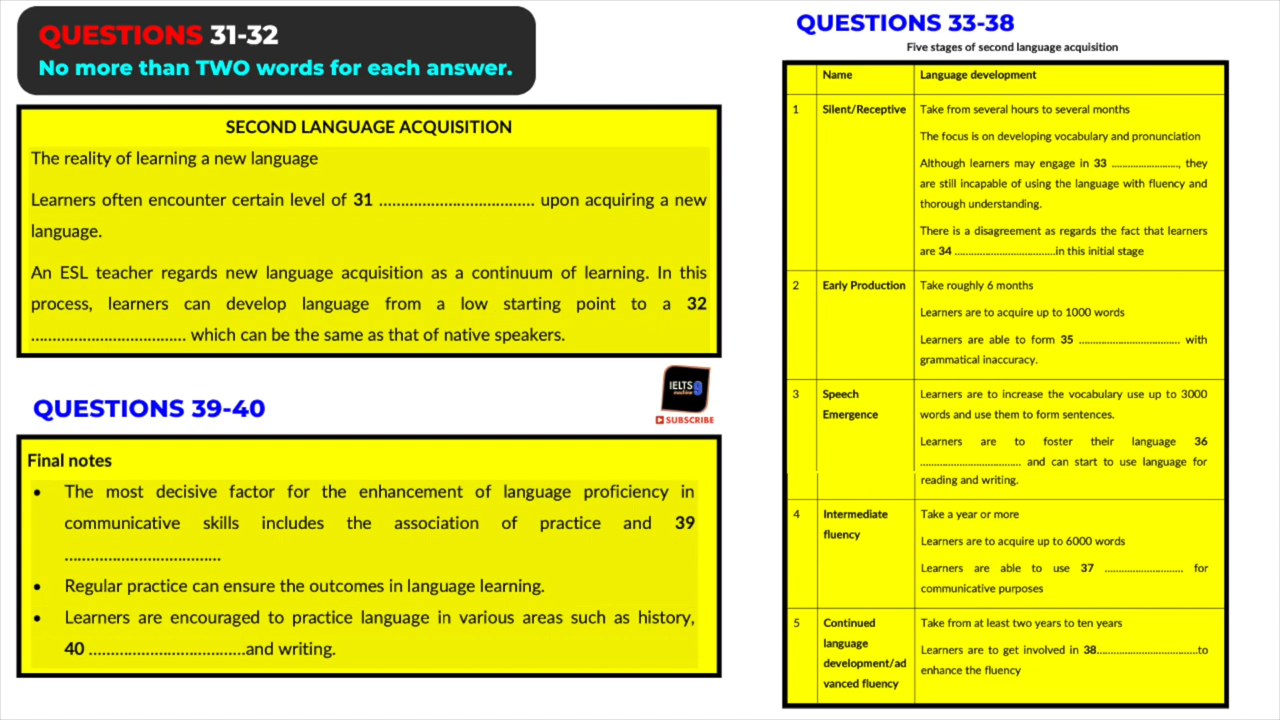 QUESTIONS 31-32
No more than TWO words for each answer.
SECOND LANGUAGE ACQUISITION
The reality of learning a new language
Learners often encounter certain level of 31 .................................... upon acquiring a new
language.
An ESL teacher regards new language acquisition as a continuum of learning. In this
process, learners can develop language from a low starting point to a 32
.................................... which can be the same as that of native speakers.
IELTS 9
SUBSCRIBE
QUESTIONS 39-40
Final notes
• The most decisive factor for the enhancement of language proficiency in
communicative skills includes the association of practice and 39
....................................
• Regular practice can ensure the outcomes in language learning.
• Learners are encouraged to practice language in various areas such as history,
40 ....................................and writing.
QUESTIONS 33-38
Five stages of second language acquisition
Name Language development
1 Silent/Receptive Take from several hours to several months
The focus is on developing vocabulary and pronunciation
Although learners may engage in 33 ........................, they
are still incapable of using the language with fluency and
thorough understanding.
There is a disagreement as regards the fact that learners
are 34 ....................................in this initial stage
2 Early Production Take roughly 6 months
Learners are to acquire up to 1000 words
Learners are able to form 35 .................................... with
grammatical inaccuracy.
3 Speech Learners are to increase the vocabulary use up to 3000
Emergence words and use them to form sentences.
Learners are to foster their language 36
.................................... and can start to use language for
reading and writing.
4 Intermediate Take a year or more
fluency
Learners are to acquire up to 6000 words
Learners are able to use 37 ............................ for
communicative purposes
5 Continued Take from at least two years to ten years
language
Learners are to get involved in 38....................................to
development/ad
enhance the fluency
vanced fluency